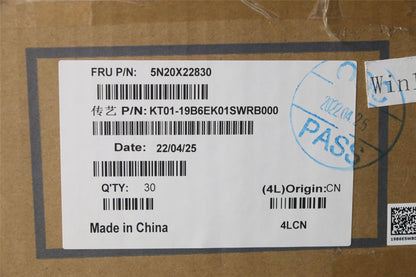 FRU P/N: 5N20X22830
传艺 P/N: KT01-19B6EK01SWRB000
Date: 22/04/25
Q'TY: 30
(4L)Origin:CN
Made in China
4LCN
QC
2022.04.25
PASS